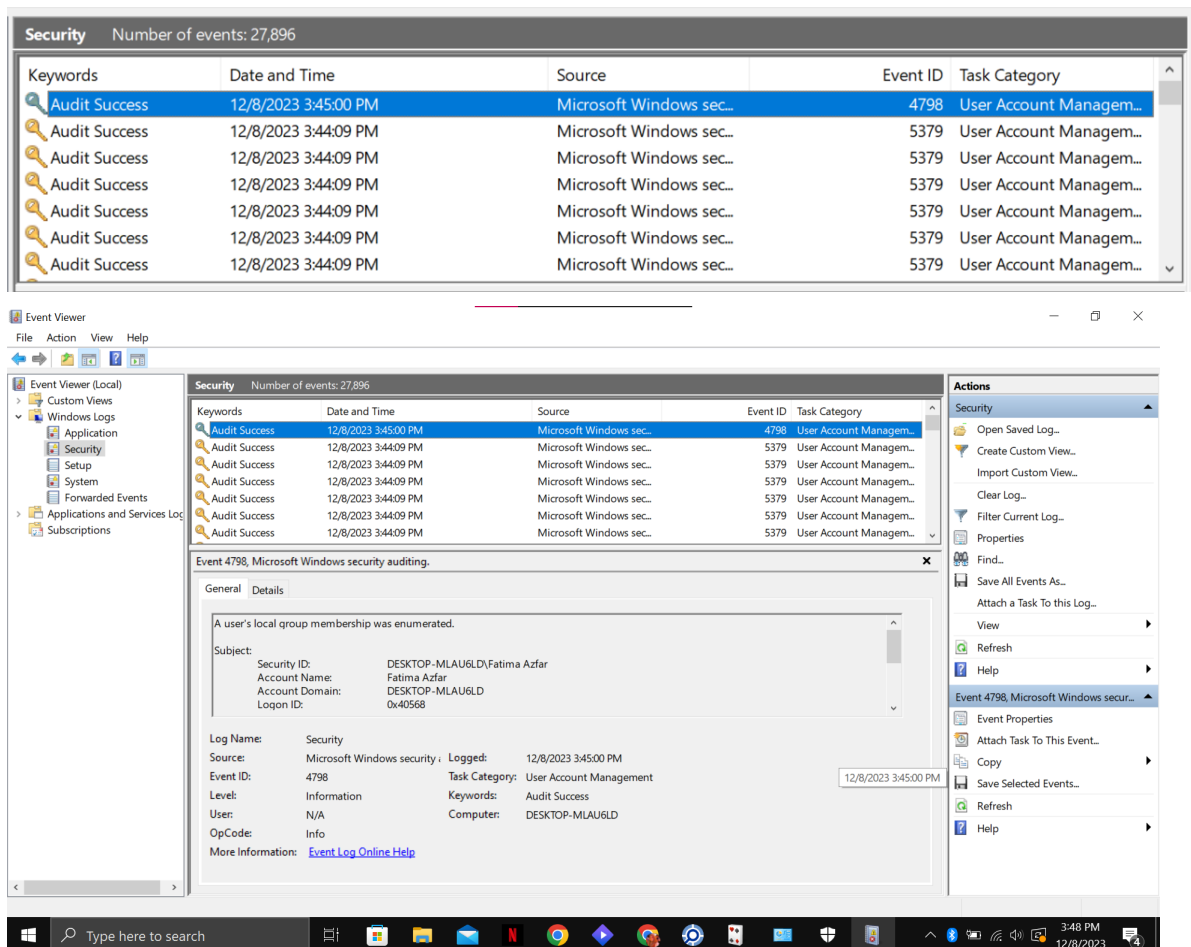 Security Number of events: 27,896
Keywords Date and Time Source Event ID Task Category
Audit Success 12/8/2023 3:45:00 PM Microsoft Windows sec... 4798 User Account Managem...
Audit Success 12/8/2023 3:44:09 PM Microsoft Windows sec... 5379 User Account Managem...
Audit Success 12/8/2023 3:44:09 PM Microsoft Windows sec... 5379 User Account Managem...
Audit Success 12/8/2023 3:44:09 PM Microsoft Windows sec... 5379 User Account Managem...
Audit Success 12/8/2023 3:44:09 PM Microsoft Windows sec... 5379 User Account Managem...
Audit Success 12/8/2023 3:44:09 PM Microsoft Windows sec... 5379 User Account Managem...
Audit Success 12/8/2023 3:44:09 PM Microsoft Windows sec... 5379 User Account Managem...
Event Viewer
File Action View Help
Event Viewer (Local)
Custom Views
Windows Logs
Application
Security
Setup
System
Forwarded Events
Applications and Services Log
Subscriptions
Security Number of events: 27,896
Keywords Date and Time Source Event ID Task Category
Audit Success 12/8/2023 3:45:00 PM Microsoft Windows sec... 4798 User Account Managem...
Audit Success 12/8/2023 3:44:09 PM Microsoft Windows sec... 5379 User Account Managem...
Audit Success 12/8/2023 3:44:09 PM Microsoft Windows sec... 5379 User Account Managem...
Audit Success 12/8/2023 3:44:09 PM Microsoft Windows sec... 5379 User Account Managem...
Audit Success 12/8/2023 3:44:09 PM Microsoft Windows sec... 5379 User Account Managem...
Audit Success 12/8/2023 3:44:09 PM Microsoft Windows sec... 5379 User Account Managem...
Audit Success 12/8/2023 3:44:09 PM Microsoft Windows sec... 5379 User Account Managem...
Event 4798, Microsoft Windows security auditing.
General Details
A user's local group membership was enumerated.
Subject:
Security ID: DESKTOP-MLAU6LD\Fatima Azfar
Account Name: Fatima Azfar
Account Domain: DESKTOP-MLAU6LD
Logon ID: 0x40568
Log Name: Security
Source: Microsoft Windows security Logged: 12/8/2023 3:45:00 PM
Event ID: 4798 Task Category: User Account Management
Level: Information Keywords: Audit Success
User: N/A Computer: DESKTOP-MLAU6LD
OpCode: Info
More Information: Event Log Online Help
12/8/2023 3:45:00 PM
Actions
Security
Open Saved Log...
Create Custom View...
Import Custom View...
Clear Log...
Filter Current Log...
Properties
Find...
Save All Events As...
Attach a Task To this Log...
View
Refresh
Help
Event 4798, Microsoft Windows secur...
Event Properties
Attach Task To This Event...
Copy
Save Selected Events...
Refresh
Help
Type here to search
3:48 PM
12/8/2023
4